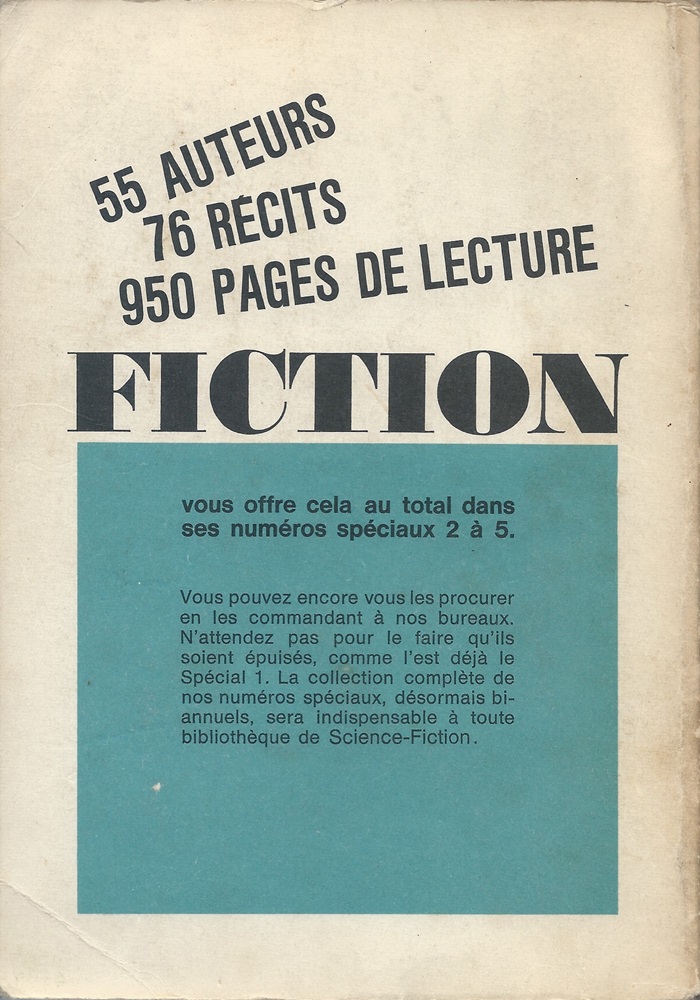 55 AUTEURS
76 RÉCITS
950 PAGES DE LECTURE
FICTION
vous offre cela au total dans
ses numéros spéciaux 2 à 5.
Vous pouvez encore vous les procurer
en les commandant à nos bureaux.
N'attendez pas pour le faire qu'ils
soient épuisés, comme l'est déjà le
Spécial 1. La collection complète de
nos numéros spéciaux, désormais bi-
annuels, sera indispensable à toute
bibliothèque de Science-Fiction.